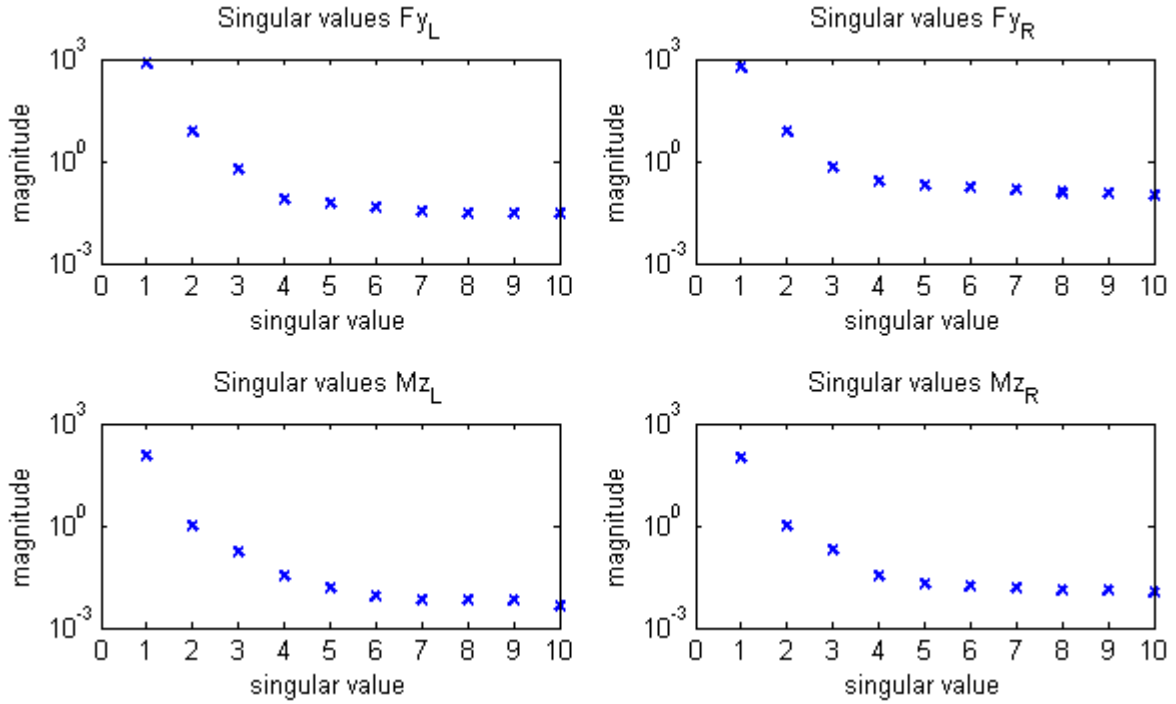 Singular values Fy_L
10^3
10^0
10^-3
magnitude
0 1 2 3 4 5 6 7 8 9 10
singular value
Singular values Fy_R
10^3
10^0
10^-3
magnitude
0 1 2 3 4 5 6 7 8 9 10
singular value
Singular values Mz_L
10^3
10^0
10^-3
magnitude
0 1 2 3 4 5 6 7 8 9 10
singular value
Singular values Mz_R
10^3
10^0
10^-3
magnitude
0 1 2 3 4 5 6 7 8 9 10
singular value